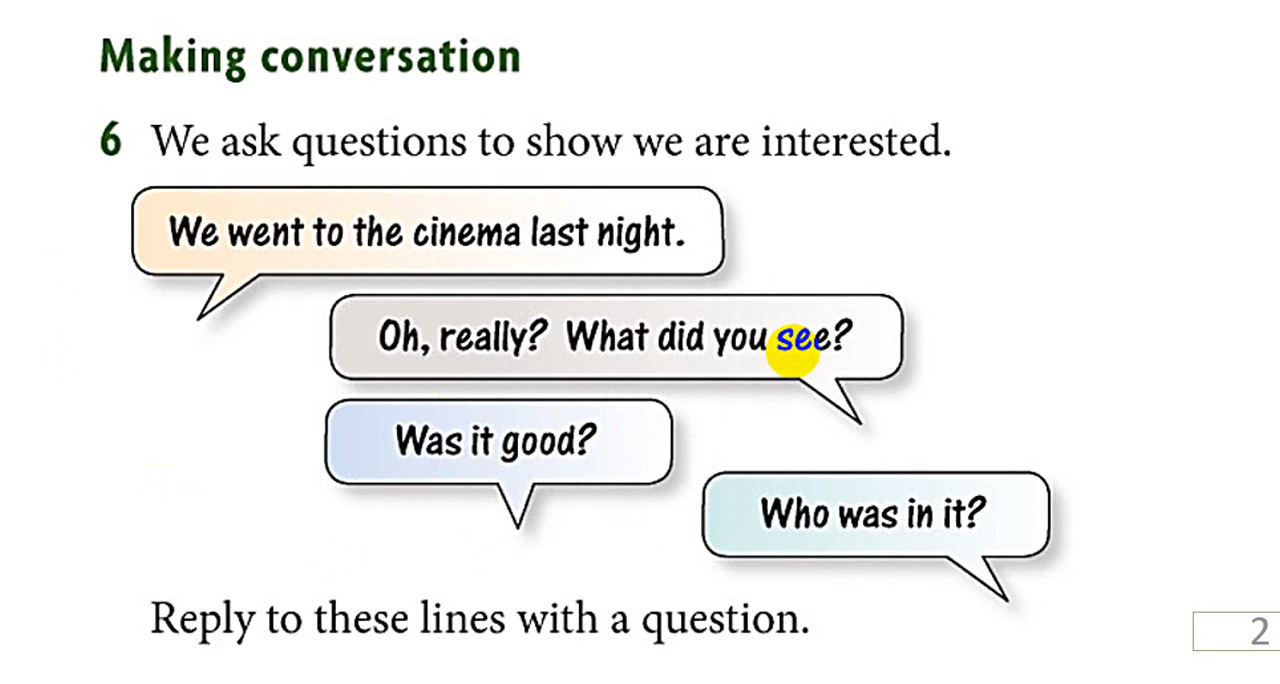 Making conversation
6 We ask questions to show we are interested.
We went to the cinema last night.
Oh, really? What did you see?
Was it good?
Who was in it?
Reply to these lines with a question.
2